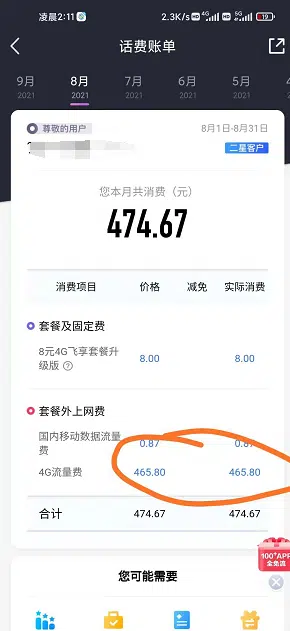 凌晨2:11
2.3K/s 4G 5G 19
话费账单
9月 8月 7月 6月 5月 4
2021 2021 2021 2021 2021
尊敬的用户 8月1日-8月31日
二星客户
您本月共消费（元）
474.67
消费项目 价格 减免 实际消费
套餐及固定费
8元4G飞享套餐升 8.00 8.00
级版
套餐外上网费
国内移动数据流量 0.87 0.87
费
4G流量费 465.80 465.80
合计 474.67 474.67
100+APP
全免流
您可能需要